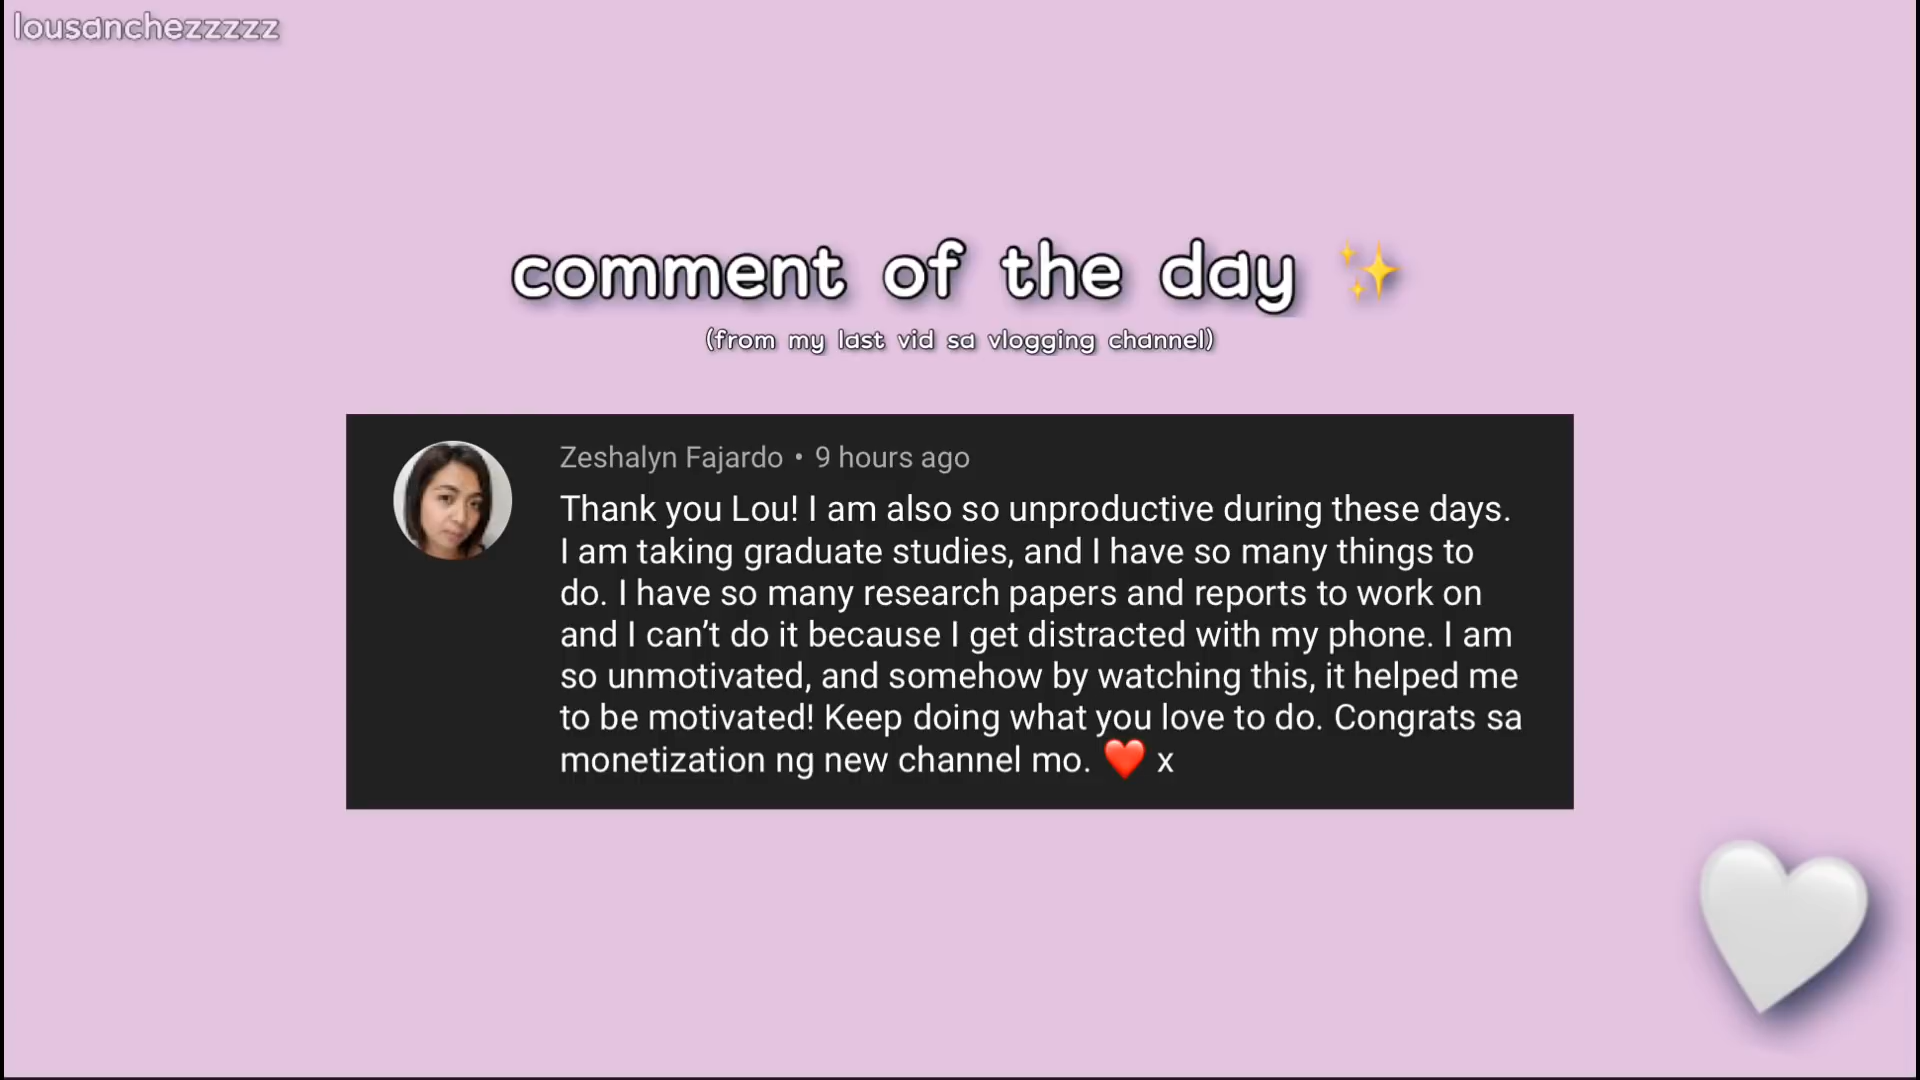 lousanchezzzzz
comment of the day ✨
(from my last vid sa vlogging channel)
Zeshalyn Fajardo • 9 hours ago
Thank you Lou! I am also so unproductive during these days.
I am taking graduate studies, and I have so many things to
do. I have so many research papers and reports to work on
and I can’t do it because I get distracted with my phone. I am
so unmotivated, and somehow by watching this, it helped me
to be motivated! Keep doing what you love to do. Congrats sa
monetization ng new channel mo. ❤️ x